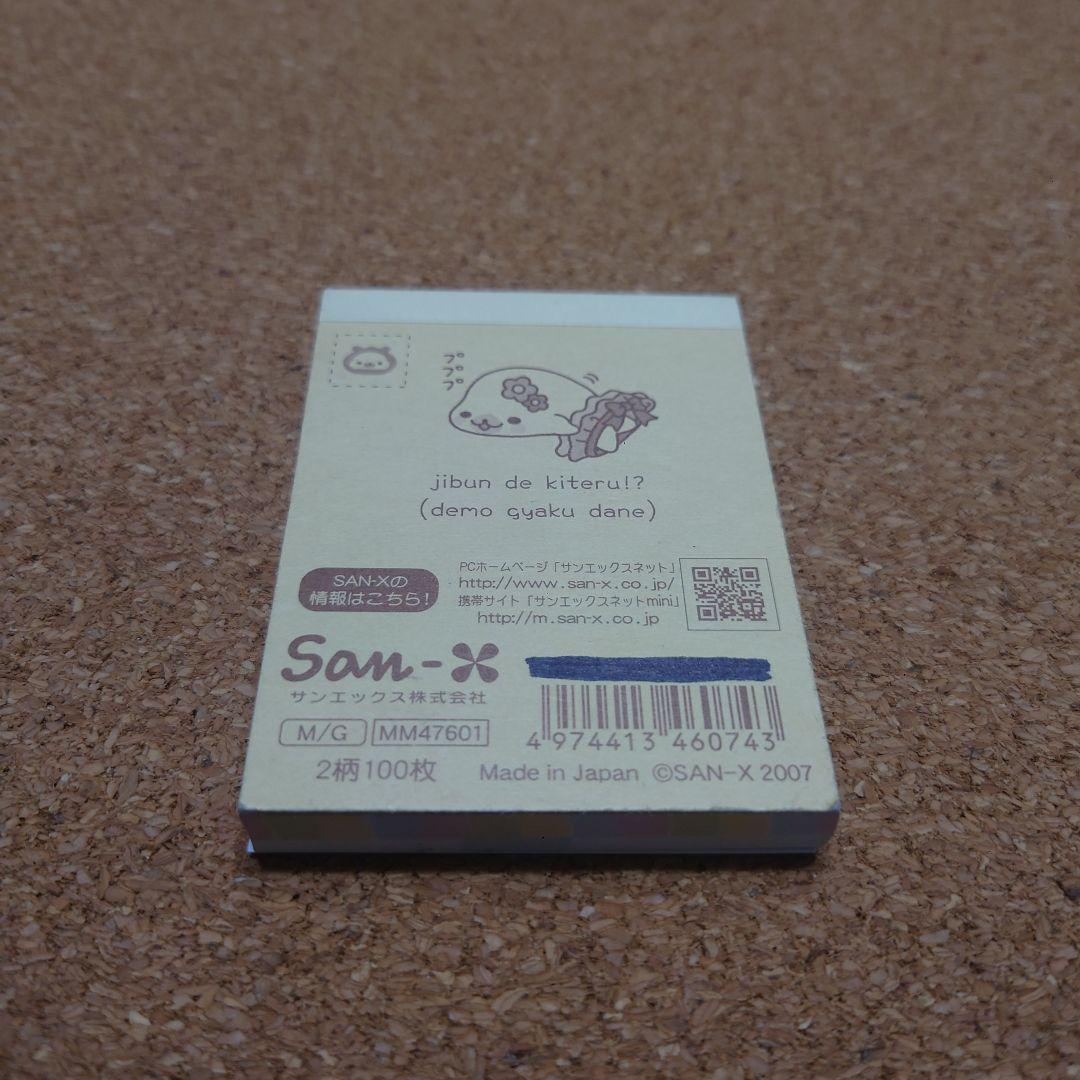 プ゜
プ゜
プ゜
jibun de kiteru!?
(demo gyaku dane)
SAN-Xの
情報はこちら!
PCホームページ「サンエックスネット」
http://www.san-x.co.jp/
携帯サイト「サンエックスネットmini」
http://m.san-x.co.jp
San-X
サンエックス株式会社
M/G MM47601
4 974413 460743
2柄100枚
Made in Japan ©SAN-X 2007